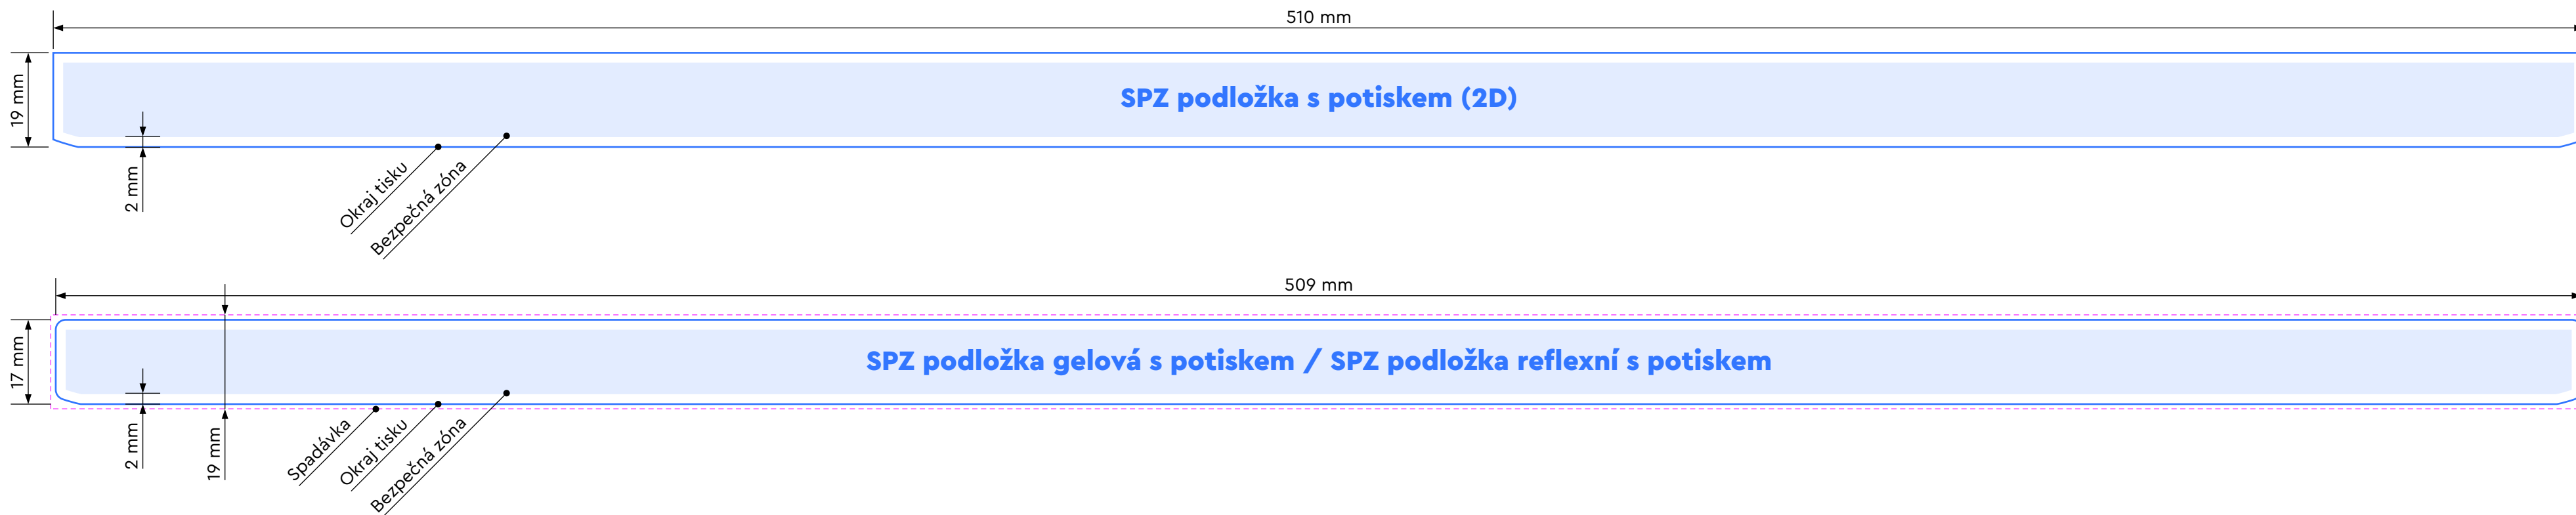 510 mm
19 mm
SPZ podložka s potiskem (2D)
2 mm
Okraj tisku
Bezpečná zóna
509 mm
17 mm
SPZ podložka gelová s potiskem / SPZ podložka reflexní s potiskem
2 mm
19 mm
Spadávka
Okraj tisku
Bezpečná zóna